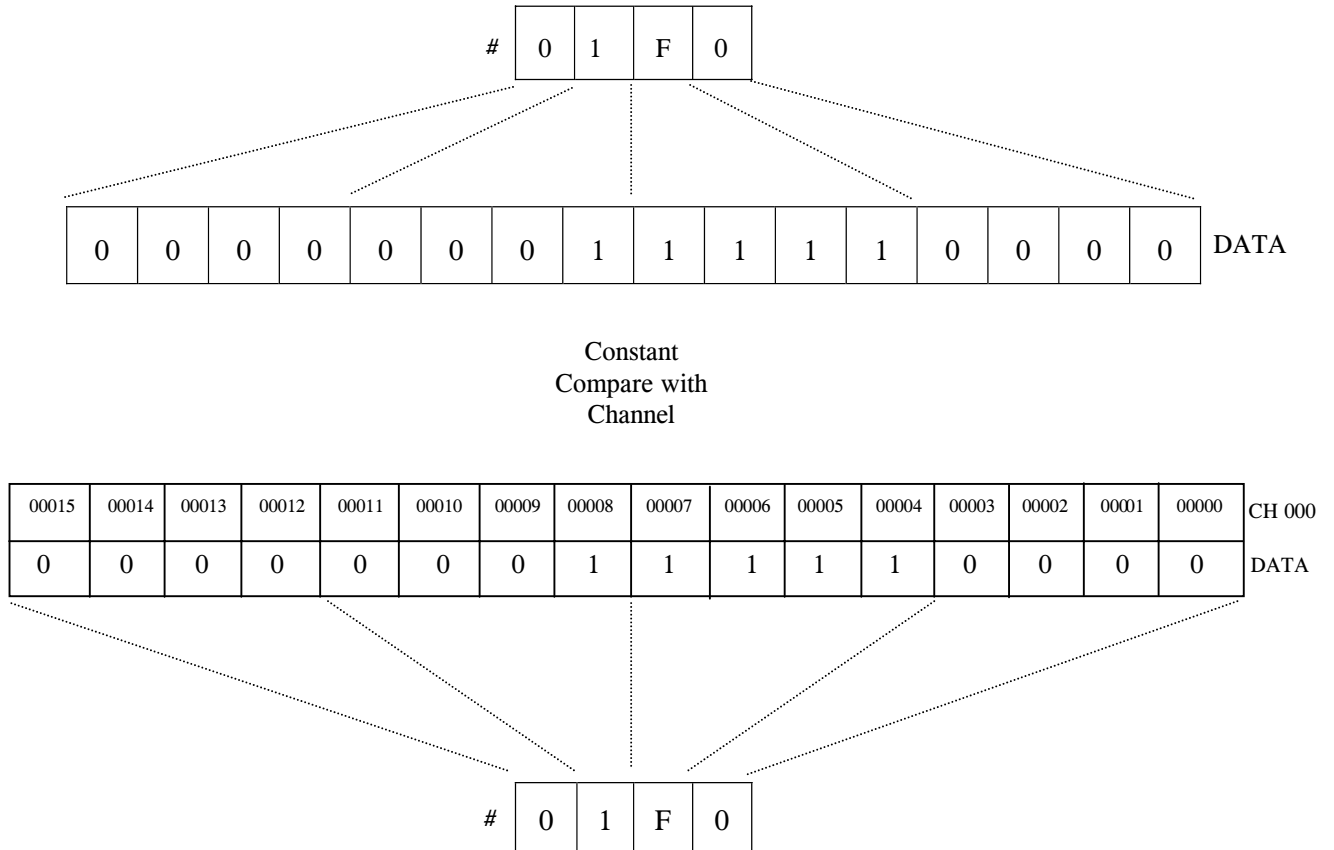 # 0 1 F 0
0 0 0 0 0 0 0 1 1 1 1 1 0 0 0 0 DATA
Constant
Compare with
Channel
00015 00014 00013 00012 00011 00010 00009 00008 00007 00006 00005 00004 00003 00002 00001 00000 CH 000
0 0 0 0 0 0 0 1 1 1 1 1 0 0 0 0 DATA
# 0 1 F 0